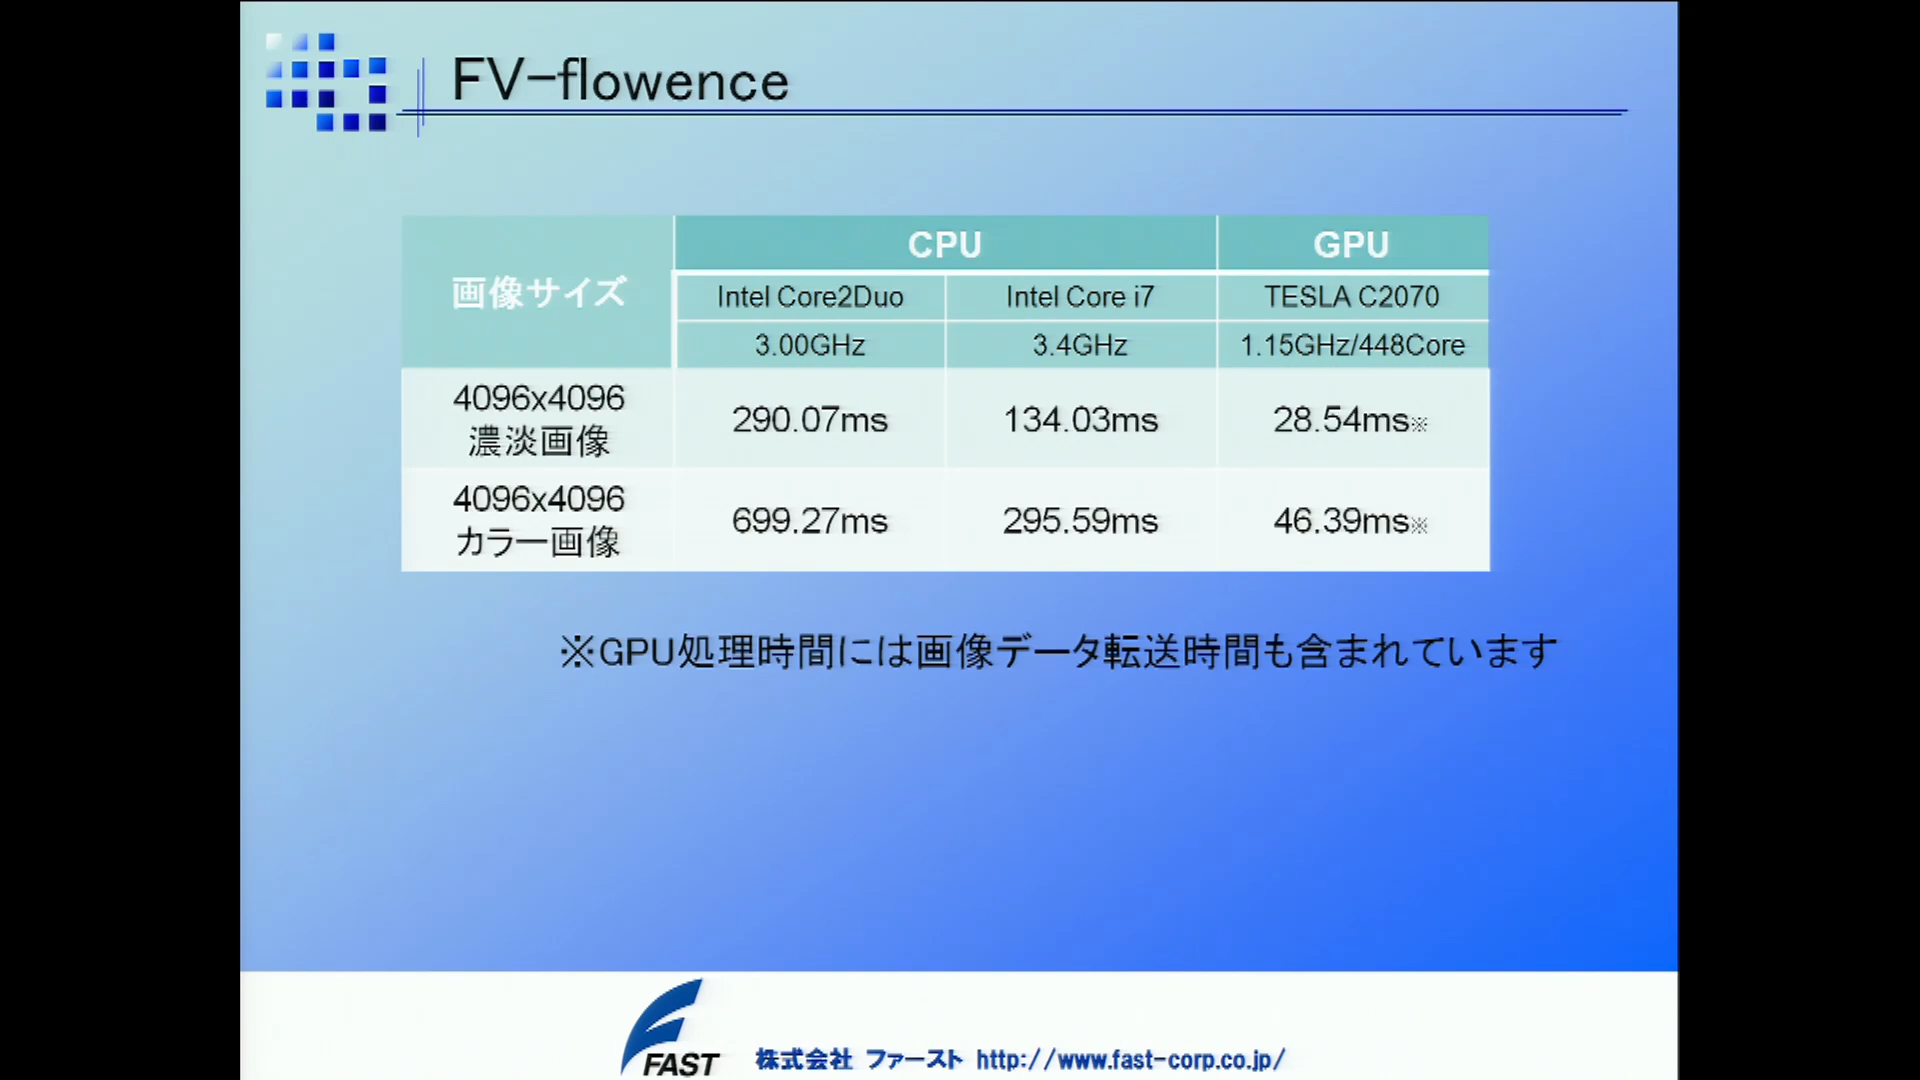 FV-flowence
画像サイズ CPU GPU
Intel Core2Duo Intel Core i7 TESLA C2070
3.00GHz 3.4GHz 1.15GHz/448Core
4096x4096
濃淡画像 290.07ms 134.03ms 28.54ms※
4096x4096
カラー画像 699.27ms 295.59ms 46.39ms※
※GPU処理時間には画像データ転送時間も含まれています
FAST 株式会社 ファースト http://www.fast-corp.co.jp/